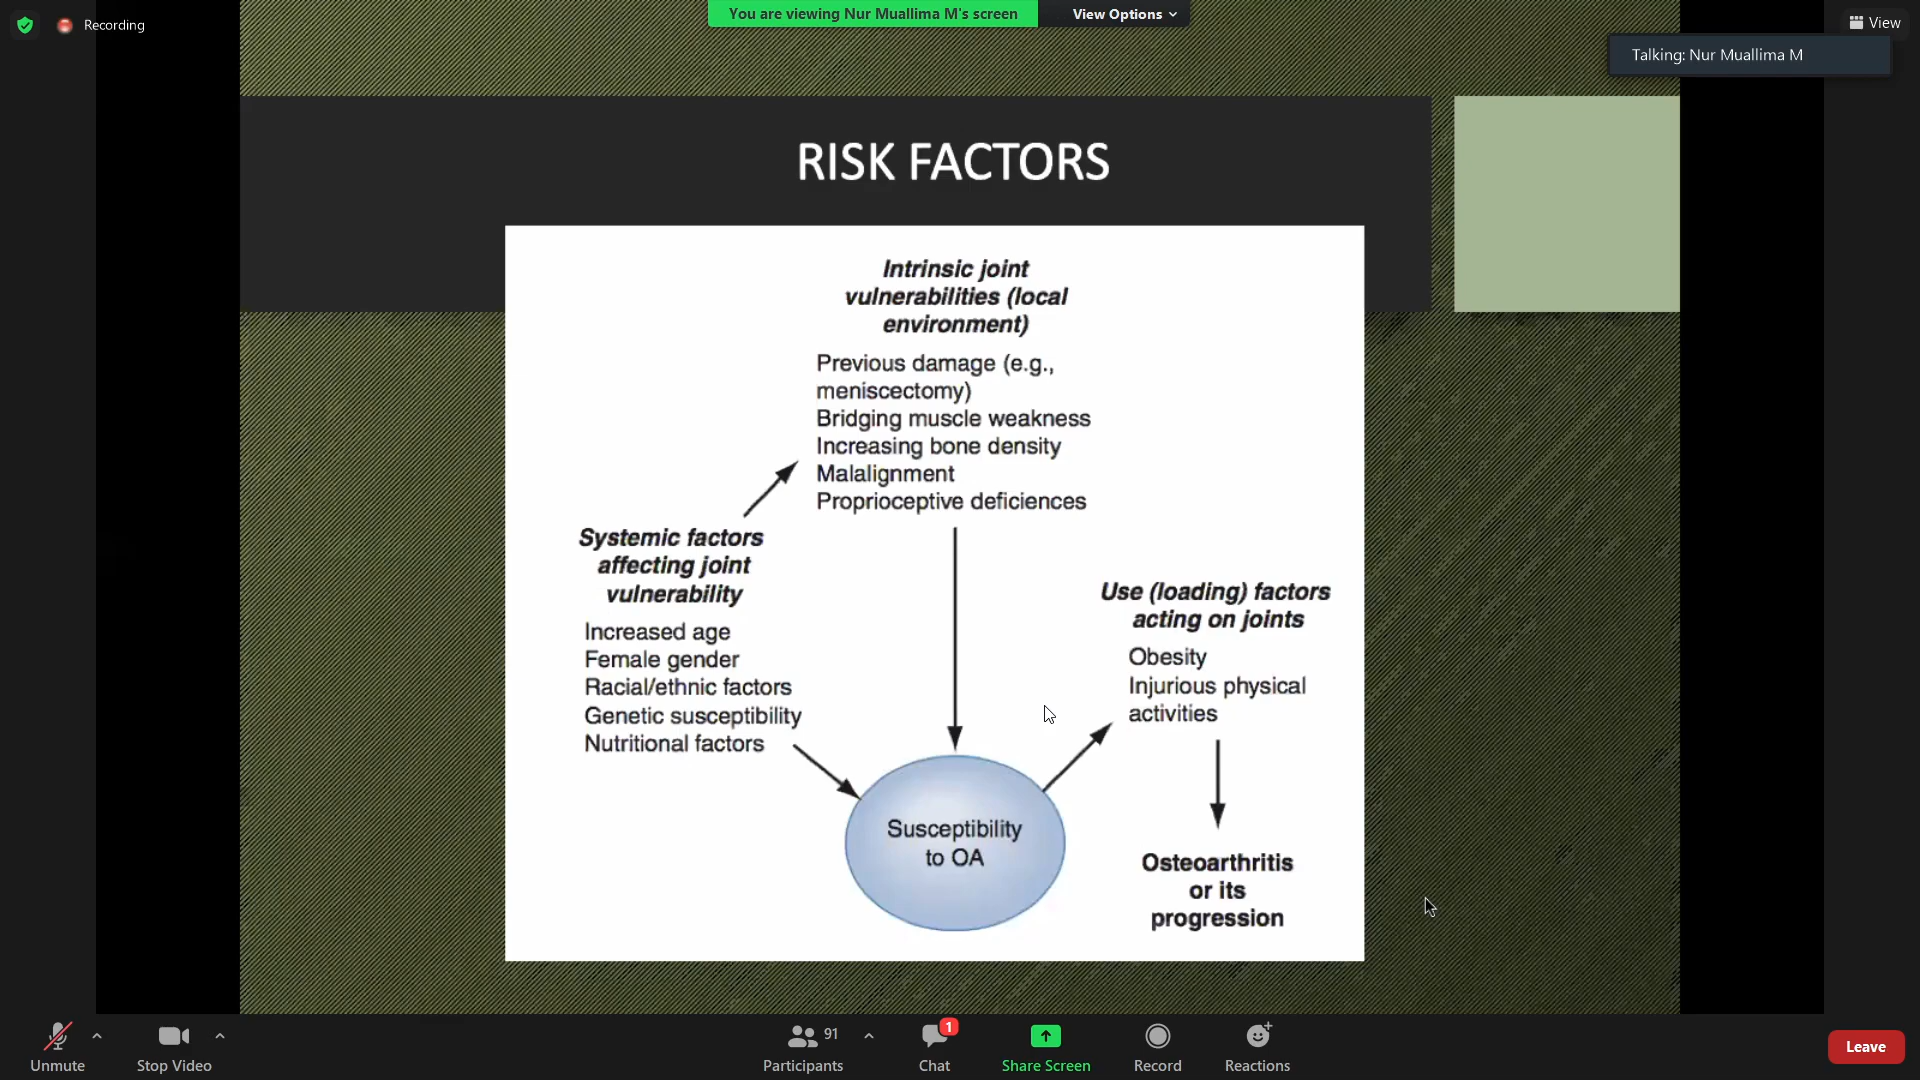 Recording
You are viewing Nur Muallima M's screen
View Options
View
Talking: Nur Muallima M
RISK FACTORS
Intrinsic joint
vulnerabilities (local
environment)
Previous damage (e.g.,
meniscectomy)
Bridging muscle weakness
Increasing bone density
Malalignment
Proprioceptive deficiences
Systemic factors
affecting joint
vulnerability
Increased age
Female gender
Racial/ethnic factors
Genetic susceptibility
Nutritional factors
Use (loading) factors
acting on joints
Obesity
Injurious physical
activities
Susceptibility
to OA
Osteoarthritis
or its
progression
Unmute
Stop Video
91
Participants
1
Chat
Share Screen
Record
Reactions
Leave